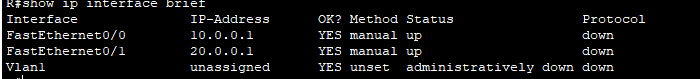 R#show ip interface brief
Interface IP-Address OK? Method Status Protocol
FastEthernet0/0 10.0.0.1 YES manual up down
FastEthernet0/1 20.0.0.1 YES manual up down
Vlan1 unassigned YES unset administratively down down